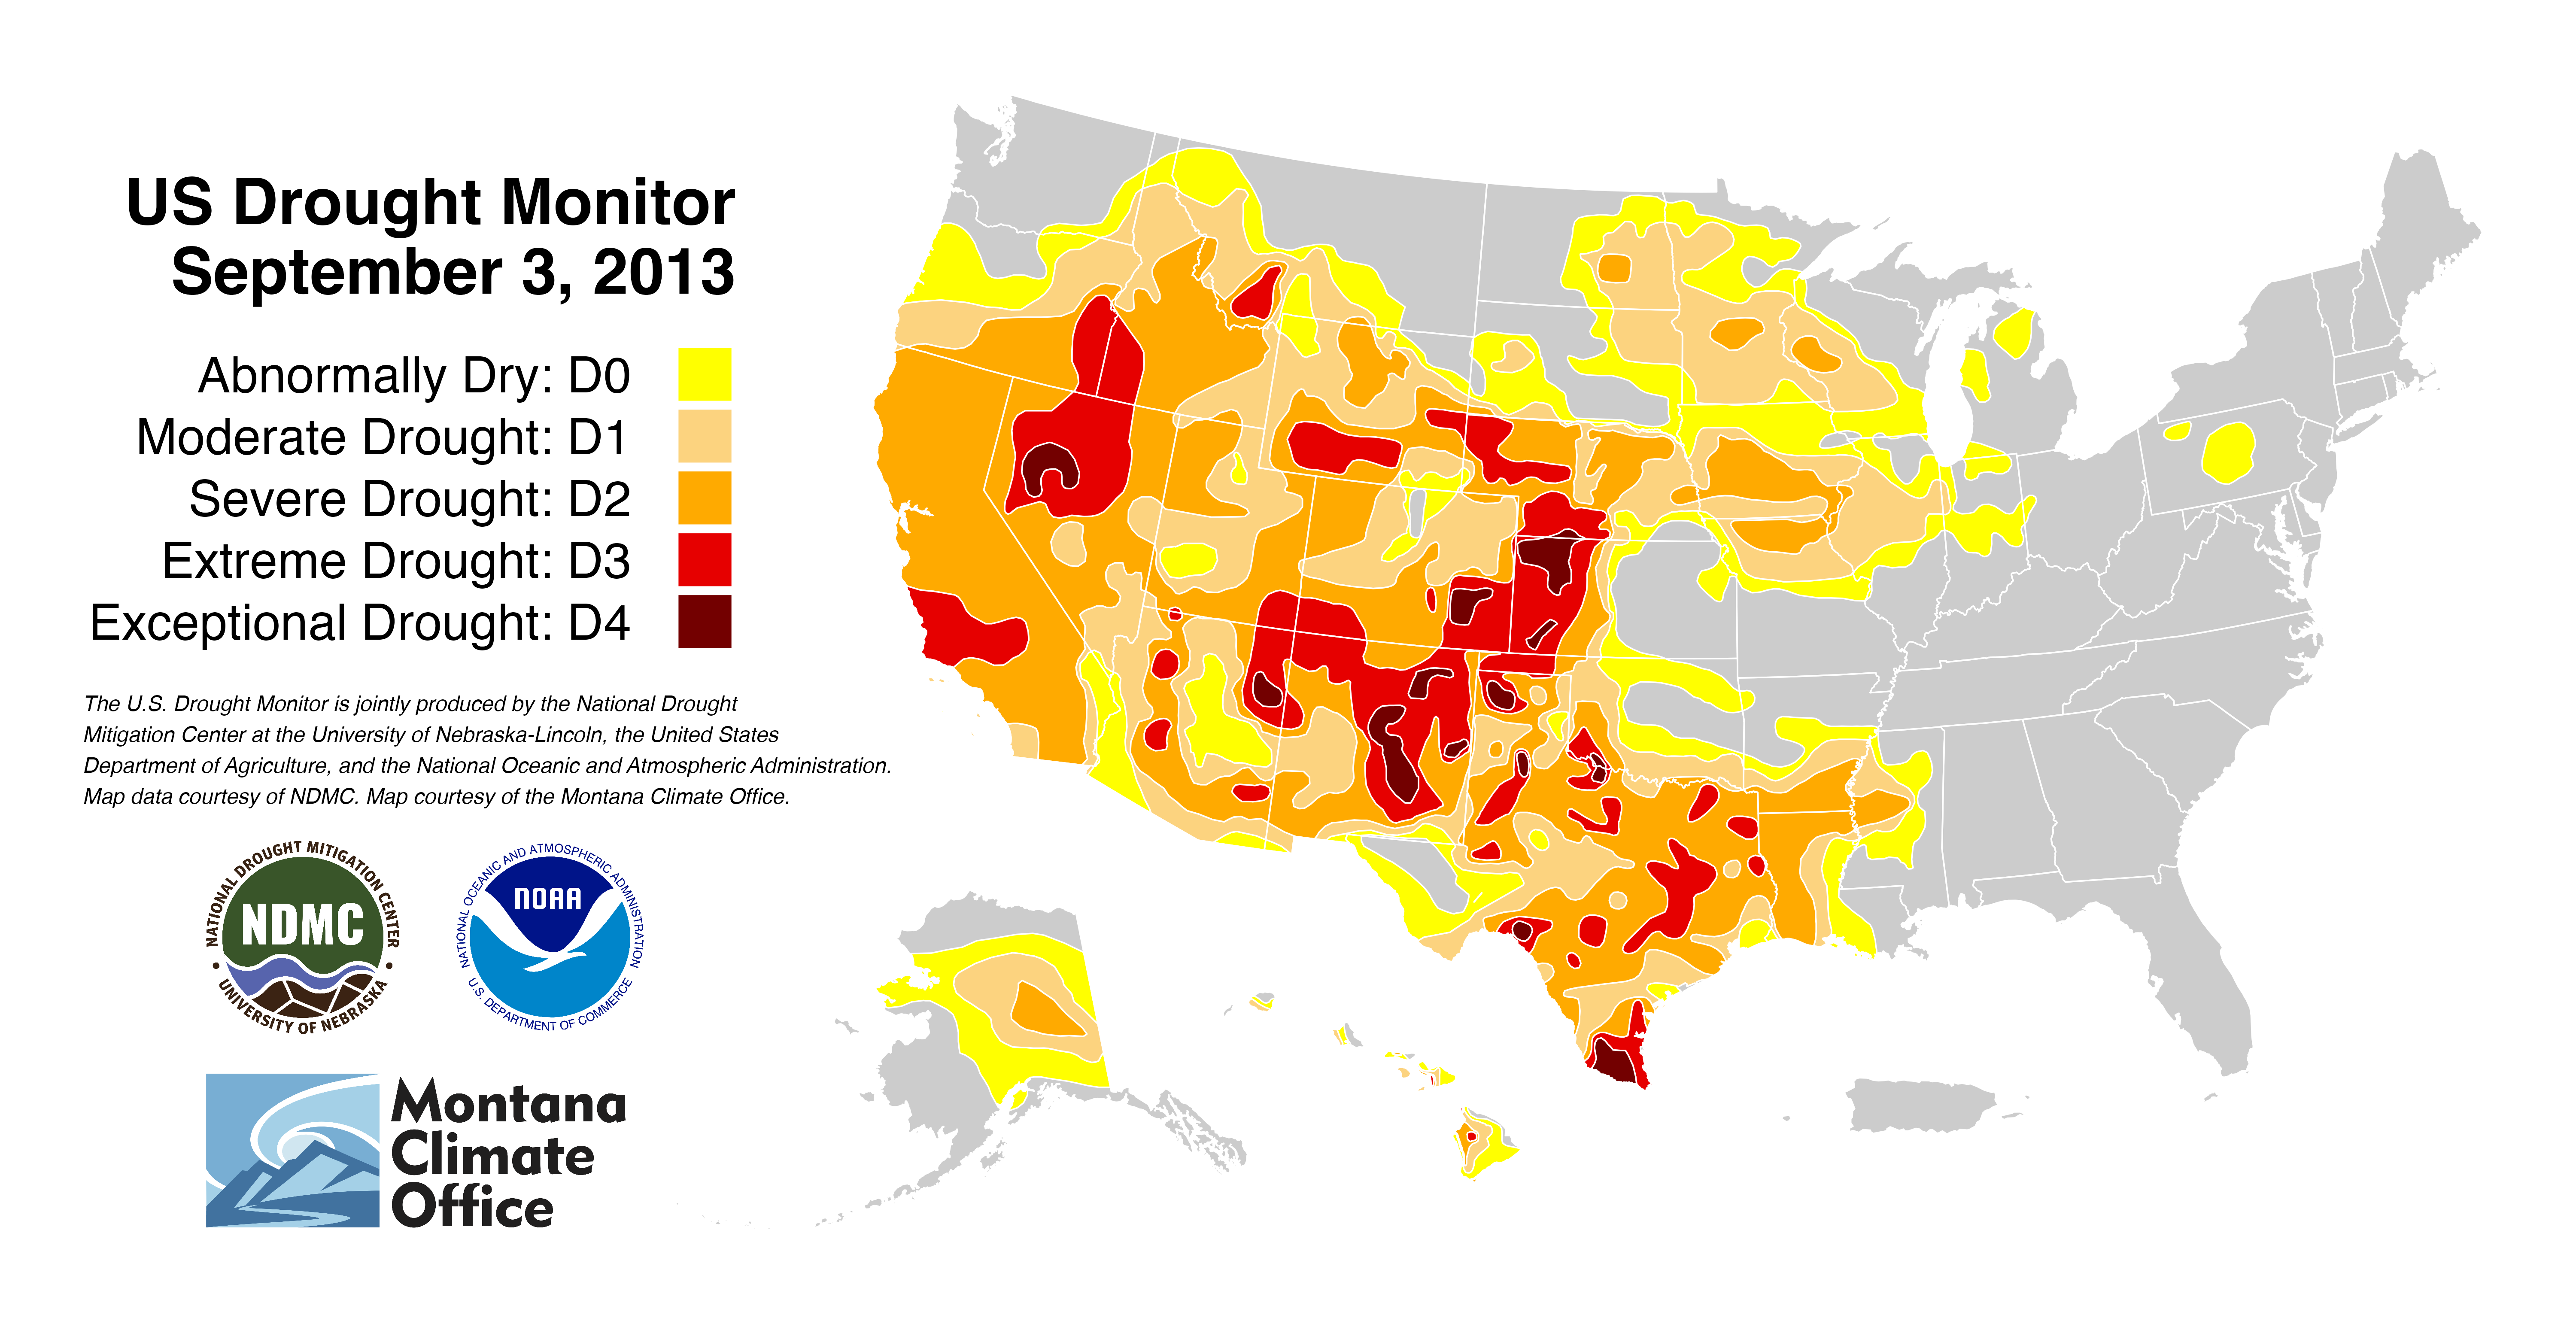 US Drought Monitor
September 3, 2013
Abnormally Dry: D0
Moderate Drought: D1
Severe Drought: D2
Extreme Drought: D3
Exceptional Drought: D4
The U.S. Drought Monitor is jointly produced by the National Drought
Mitigation Center at the University of Nebraska-Lincoln, the United States
Department of Agriculture, and the National Oceanic and Atmospheric Administration.
Map data courtesy of NDMC. Map courtesy of the Montana Climate Office.
NATIONAL DROUGHT MITIGATION CENTER
NDMC
• UNIVERSITY OF NEBRASKA •
NATIONAL OCEANIC AND ATMOSPHERIC ADMINISTRATION
NOAA
U.S. DEPARTMENT OF COMMERCE
Montana
Climate
Office